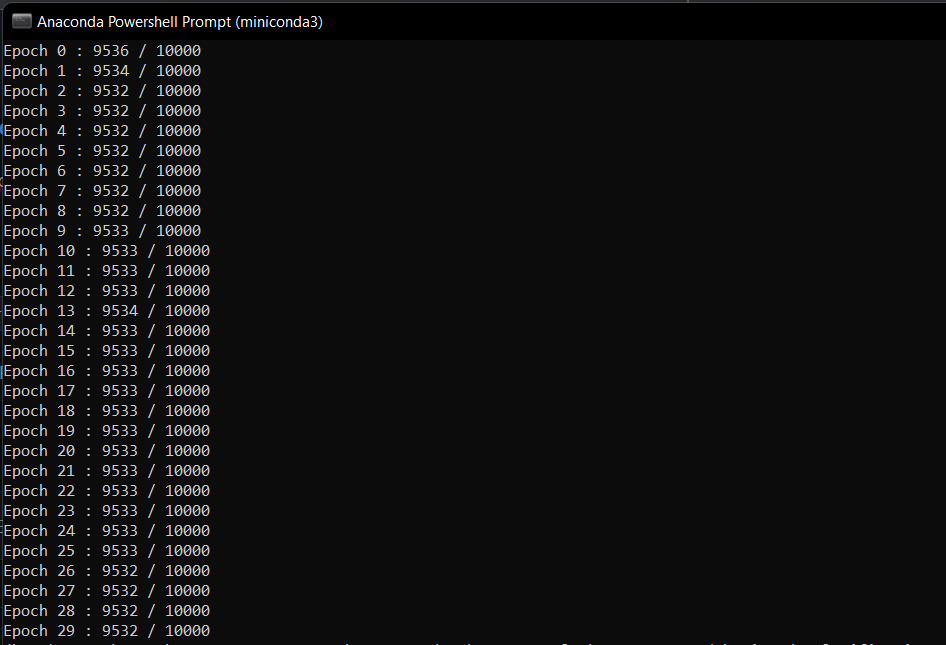 Anaconda Powershell Prompt (miniconda3)
Epoch 0 : 9536 / 10000
Epoch 1 : 9534 / 10000
Epoch 2 : 9532 / 10000
Epoch 3 : 9532 / 10000
Epoch 4 : 9532 / 10000
Epoch 5 : 9532 / 10000
Epoch 6 : 9532 / 10000
Epoch 7 : 9532 / 10000
Epoch 8 : 9532 / 10000
Epoch 9 : 9533 / 10000
Epoch 10 : 9533 / 10000
Epoch 11 : 9533 / 10000
Epoch 12 : 9533 / 10000
Epoch 13 : 9534 / 10000
Epoch 14 : 9533 / 10000
Epoch 15 : 9533 / 10000
Epoch 16 : 9533 / 10000
Epoch 17 : 9533 / 10000
Epoch 18 : 9533 / 10000
Epoch 19 : 9533 / 10000
Epoch 20 : 9533 / 10000
Epoch 21 : 9533 / 10000
Epoch 22 : 9533 / 10000
Epoch 23 : 9533 / 10000
Epoch 24 : 9533 / 10000
Epoch 25 : 9533 / 10000
Epoch 26 : 9532 / 10000
Epoch 27 : 9532 / 10000
Epoch 28 : 9532 / 10000
Epoch 29 : 9532 / 10000